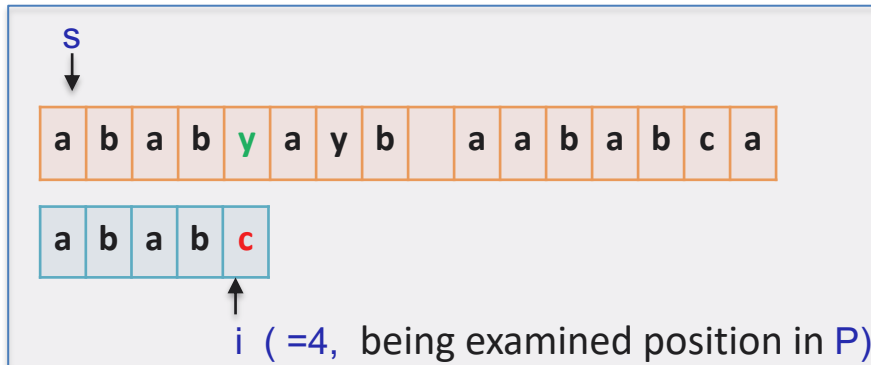 s
a b a b y a y b a a b a b c a
a b a b c
i ( =4, being examined position in P)